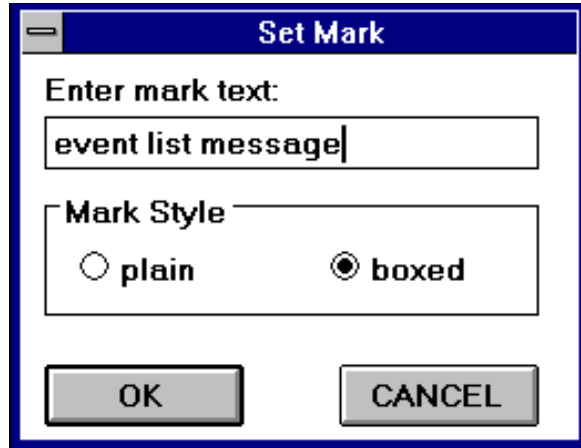 Set Mark
Enter mark text:
event list message
Mark Style
plain boxed
OK CANCEL